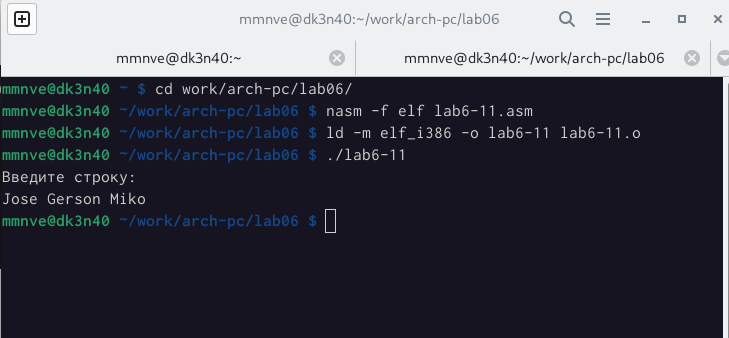 mmnve@dk3n40:~/work/arch-pc/lab06
mmnve@dk3n40:~
mmnve@dk3n40:~/work/arch-pc/lab06
mmnve@dk3n40 ~ $ cd work/arch-pc/lab06/
mmnve@dk3n40 ~/work/arch-pc/lab06 $ nasm -f elf lab6-11.asm
mmnve@dk3n40 ~/work/arch-pc/lab06 $ ld -m elf_i386 -o lab6-11 lab6-11.o
mmnve@dk3n40 ~/work/arch-pc/lab06 $ ./lab6-11
Введите строку:
Jose Gerson Miko
mmnve@dk3n40 ~/work/arch-pc/lab06 $